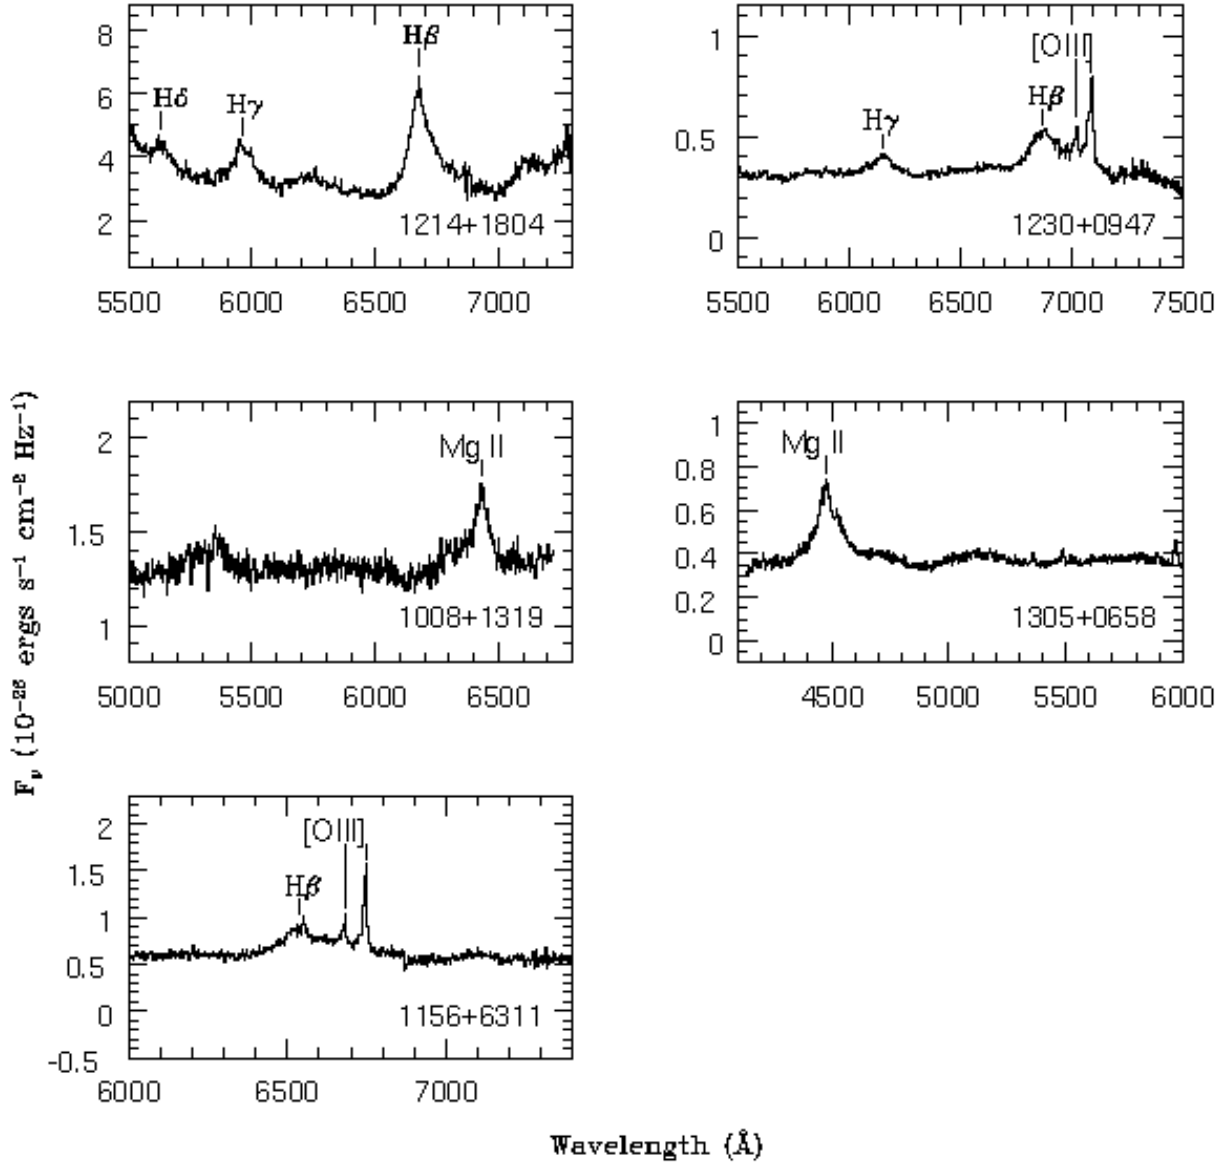 8
6
4
2
Hδ
Hγ
Hβ
1214+1804
5500 6000 6500 7000
1
0.5
0
Hγ
Hβ
[OIII]
1230+0947
5500 6000 6500 7000 7500
2
1.5
1
Mg II
1008+1319
5000 5500 6000 6500
1
0.8
0.6
0.4
0.2
0
Mg II
1305+0658
4500 5000 5500 6000
2
1.5
1
0.5
0
-0.5
[OIII]
Hβ
1156+6311
6000 6500 7000
F_ν (10⁻²⁶ ergs s⁻¹ cm⁻² Hz⁻¹)
Wavelength (Å)